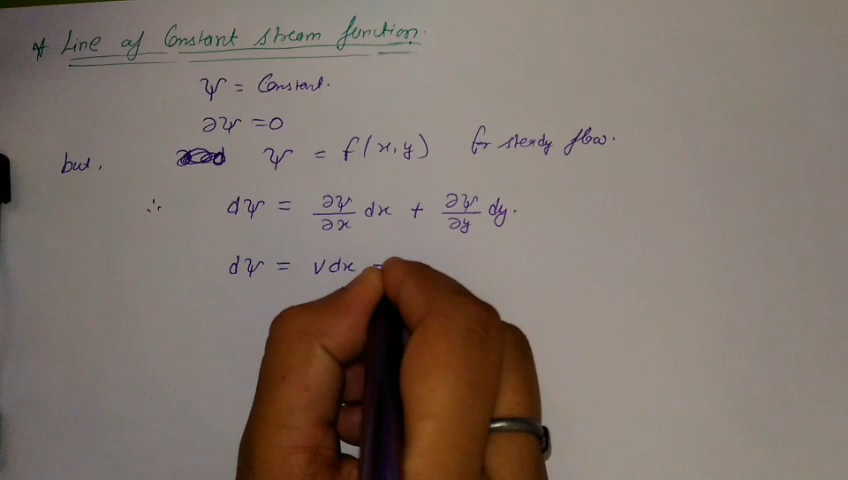 * Line of Constant stream function.
Ψ = Constant.
∂Ψ = 0
but. Ψ = f(x,y) for steady flow.
∴ dΨ = ∂Ψ/∂x dx + ∂Ψ/∂y dy.
dΨ = v dx -